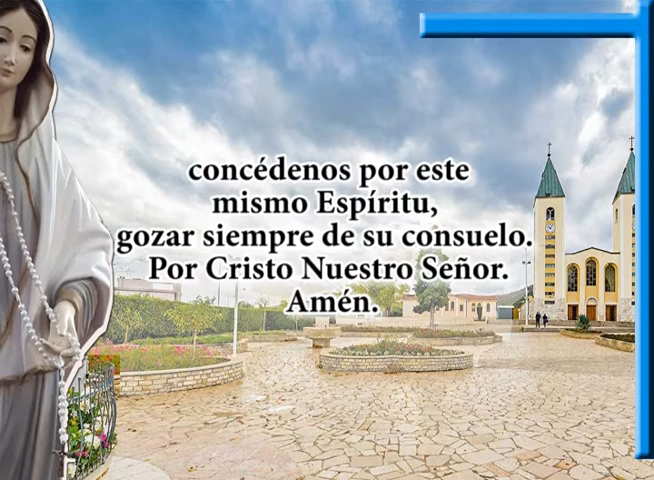 concédenos por este
mismo Espíritu,
gozar siempre de su consuelo.
Por Cristo Nuestro Señor.
Amén.